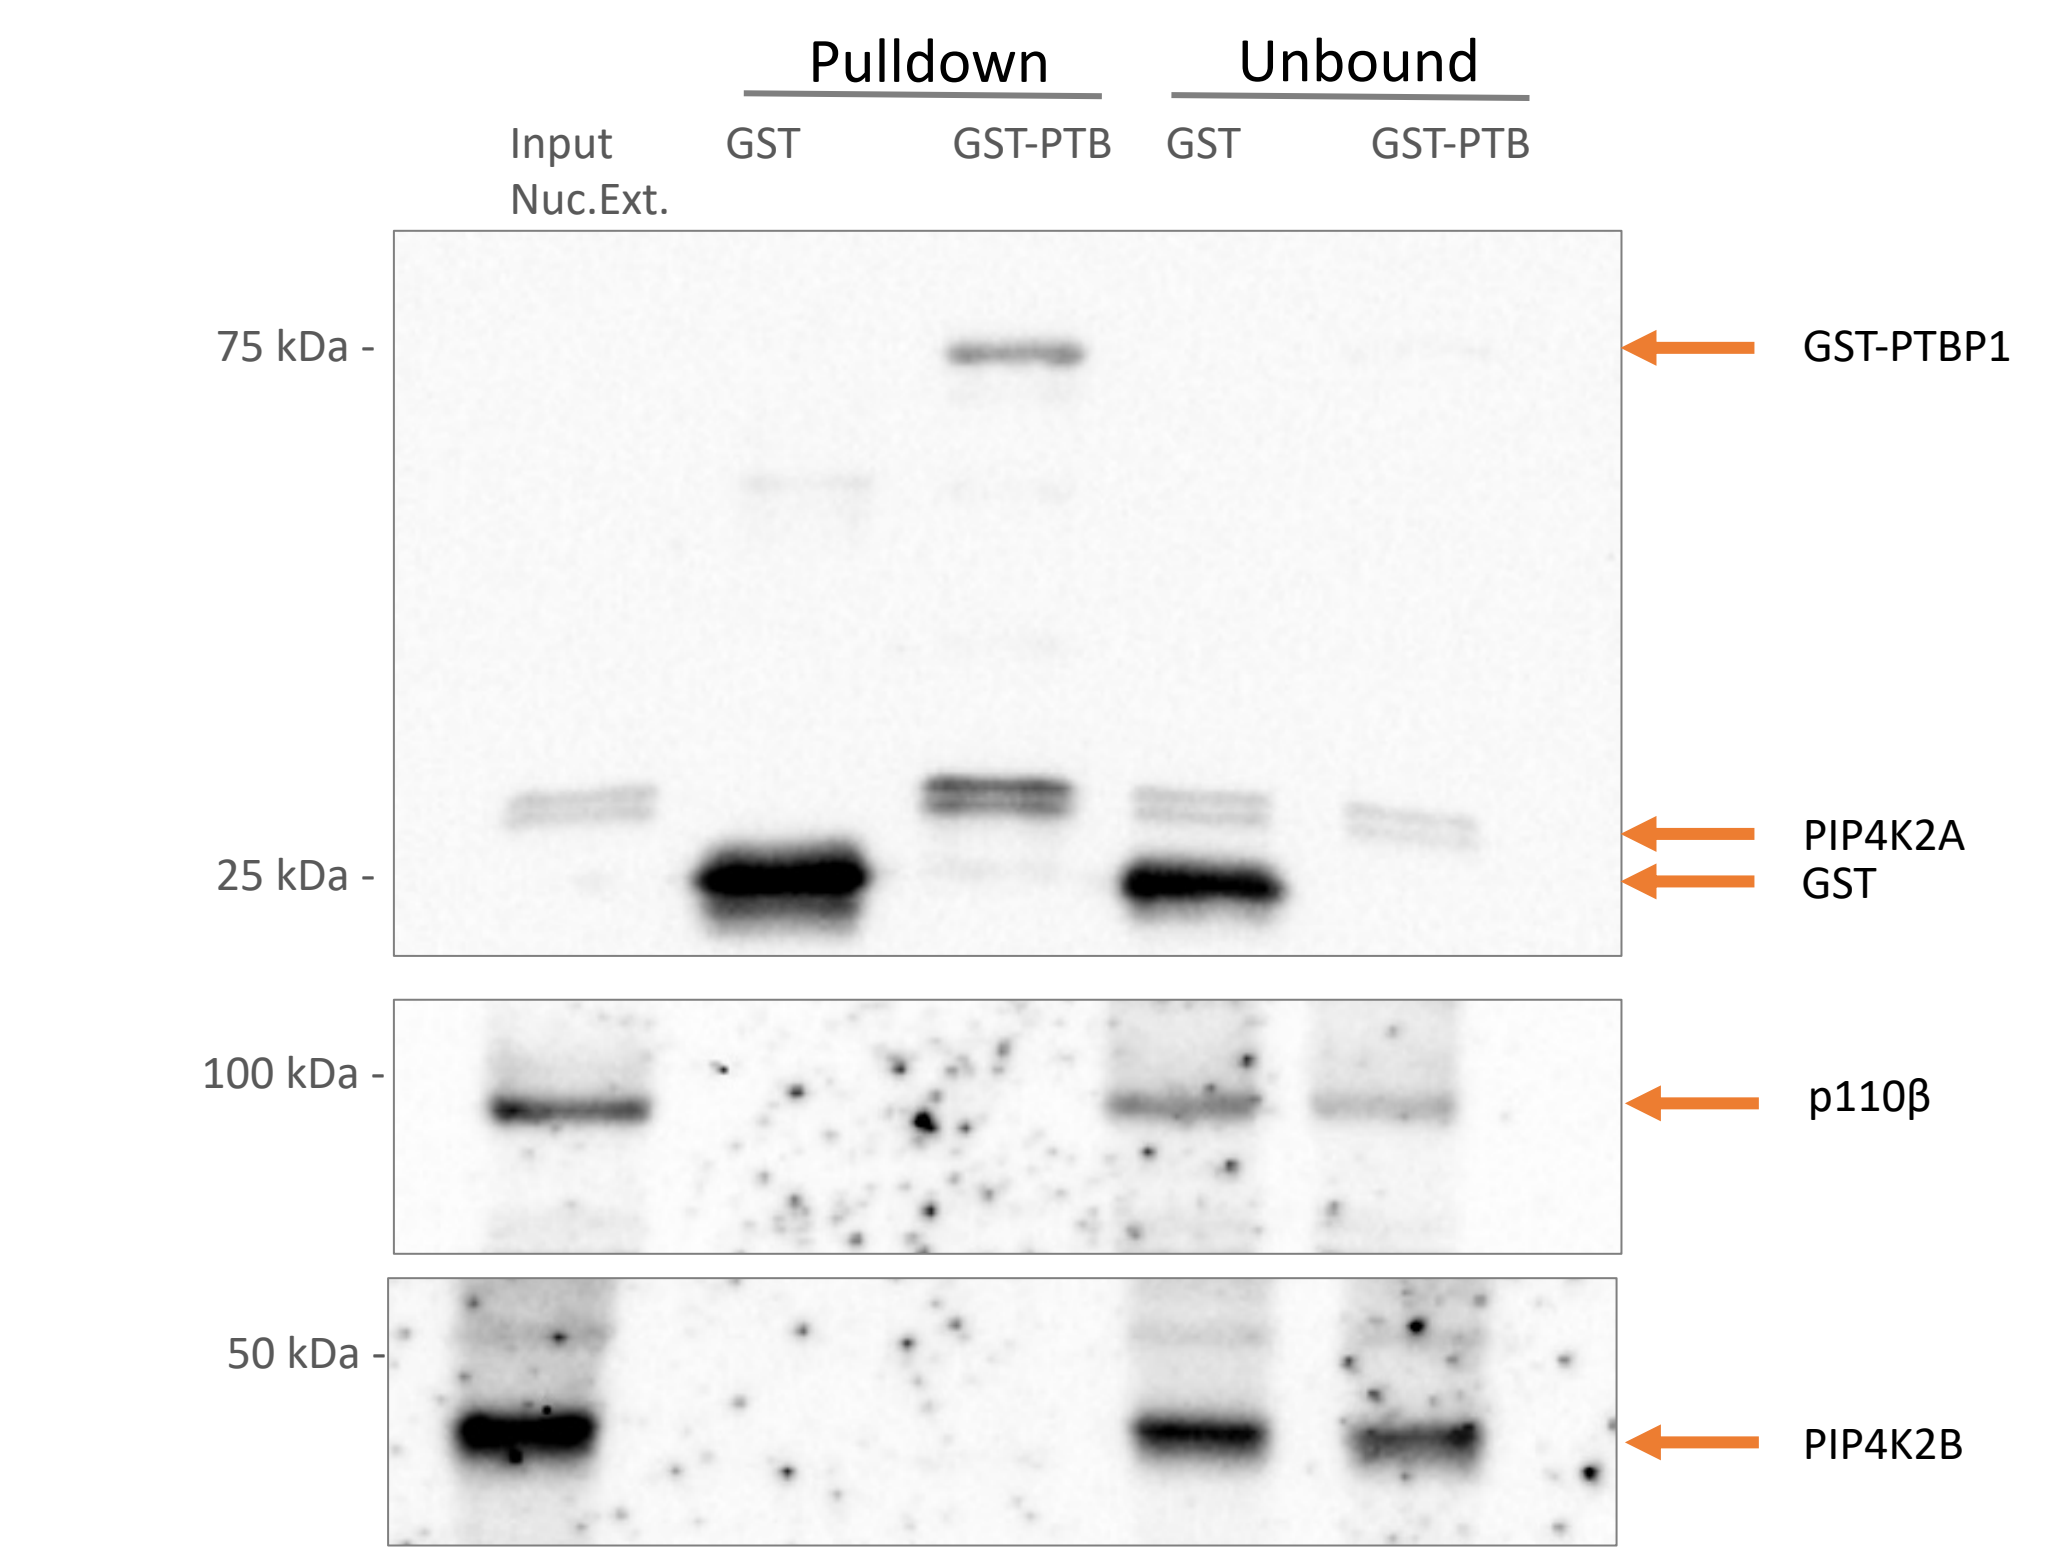 Pulldown
Unbound
Input
Nuc.Ext.
GST
GST-PTB
GST
GST-PTB
75 kDa -
GST-PTBP1
PIP4K2A
25 kDa -
GST
100 kDa -
p110β
50 kDa -
PIP4K2B